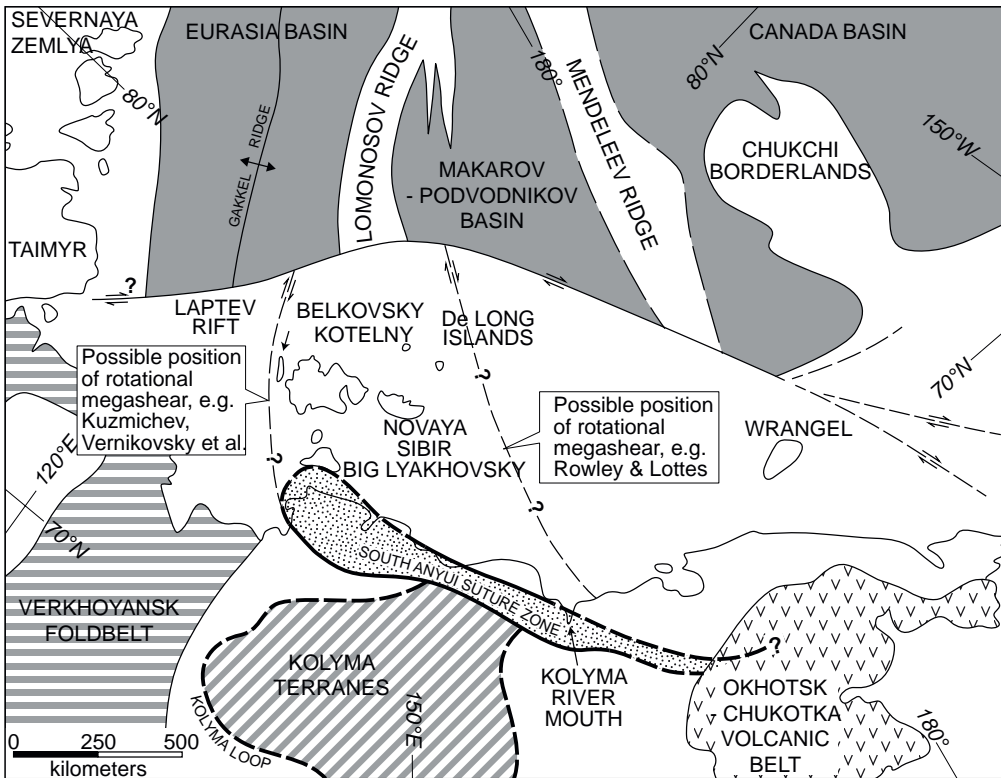 SEVERNAYA
ZEMLYA
EURASIA BASIN
CANADA BASIN
80°N
GAKKEL RIDGE
LOMONOSOV RIDGE
180°
MENDELEEV RIDGE
80°N
150°W
CHUKCHI
BORDERLANDS
MAKAROV
- PODVODNIKOV
BASIN
TAIMYR
?
LAPTEV
RIFT
BELKOVSKY
KOTELNY
De LONG
ISLANDS
70°N
Possible position
of rotational
megashear, e.g.
Kuzmichev,
Vernikovsky et al.
?
?
Possible position
of rotational
megashear, e.g.
Rowley & Lottes
NOVAYA
SIBIR
BIG LYAKHOVSKY
WRANGEL
120°E
70°N
?
SOUTH ANYUI SUTURE ZONE
VERKHOYANSK
FOLDBELT
KOLYMA
TERRANES
KOLYMA LOOP
150°E
KOLYMA
RIVER
MOUTH
?
OKHOTSK
- CHUKOTKA
VOLCANIC
BELT
180°
0 250 500
kilometers